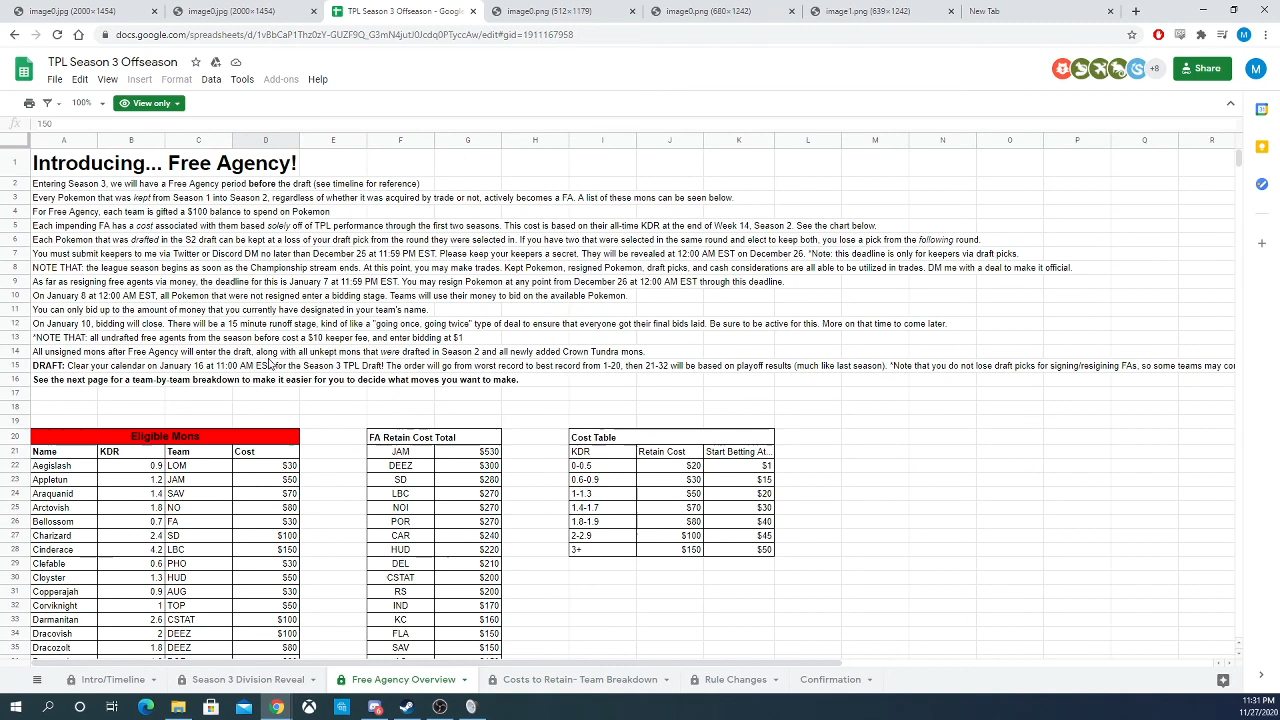 image0.jpg (2000×1454)
image0.jpg (2000×1454)
TPL Season 3 Offseason - Google
image0.png (512×1179)
image0.png (680×1242)
image1.png (639×1242)
New Tab
TPL Season 3 Offseason
File Edit View Insert Format Data Tools Add-ons Help
+8
Share
M
100%
View only
fx 150
A B C D E F G H I J K L M N O P Q R
1 Introducing... Free Agency!
2 Entering Season 3, we will have a Free Agency period before the draft (see timeline for reference)
3 Every Pokemon that was kept from Season 1 into Season 2, regardless of whether it was acquired by trade or not, actively becomes a FA. A list of these mons can be seen below.
4 For Free Agency, each team is gifted a $100 balance to spend on Pokemon
5 Each impending FA has a cost associated with them based solely off of TPL performance through the first two seasons. This cost is based on their all-time KDR at the end of Week 14, Season 2. See the chart below.
6 Each Pokemon that was drafted in the S2 draft can be kept at a loss of your draft pick from the round they were selected in. If you have two that were selected in the same round and elect to keep both, you lose a pick from the following round.
7 You must submit keepers to me via Twitter or Discord DM no later than December 25 at 11:59 PM EST. Please keep your keepers a secret. They will be revealed at 12:00 AM EST on December 26. *Note: this deadline is only for keepers via draft picks.
8 NOTE THAT: the league season begins as soon as the Championship stream ends. At this point, you may make trades. Kept Pokemon, resigned Pokemon, draft picks, and cash considerations are all able to be utilized in trades. DM me with a deal to make it official.
9 As far as resigning free agents via money, the deadline for this is January 7 at 11:59 PM EST. You may resign Pokemon at any point from December 26 at 12:00 AM EST through this deadline.
10 On January 8 at 12:00 AM EST, all Pokemon that were not resigned enter a bidding stage. Teams will use their money to bid on the available Pokemon.
11 You can only bid up to the amount of money that you currently have designated in your team's name.
12 On January 10, bidding will close. There will be a 15 minute runoff stage, kind of like a "going once, going twice" type of deal to ensure that everyone got their final bids laid. Be sure to be active for this. More on that time to come later.
13 *NOTE THAT: all undrafted free agents from the season before cost a $10 keeper fee, and enter bidding at $1
14 All unsigned mons after Free Agency will enter the draft, along with all unkept mons that were drafted in Season 2 and all newly added Crown Tundra mons.
15 DRAFT: Clear your calendar on January 16 at 11:00 AM EST for the Season 3 TPL Draft! The order will go from worst record to best record from 1-20, then 21-32 will be based on playoff results (much like last season). *Note that you do not lose draft picks for signing/resigining FAs, so some teams may
16 See the next page for a team-by-team breakdown to make it easier for you to decide what moves you want to make.
17
18
19
20 Eligible Mons FA Retain Cost Total Cost Table
21 Name KDR Team Cost JAM $530 KDR Retain Cost Start Betting At...
22 Aegislash 0.9 LOM $30 DEEZ $300 0-0.5 $20 $1
23 Appletun 1.2 JAM $50 SD $280 0.6-0.9 $30 $15
24 Araquanid 1.4 SAV $70 LBC $270 1-1.3 $50 $20
25 Arctovish 1.8 NO $80 NOI $270 1.4-1.7 $70 $30
26 Bellossom 0.7 FA $30 POR $270 1.8-1.9 $80 $40
27 Charizard 2.4 SD $100 CAR $240 2-2.9 $100 $45
28 Cinderace 4.2 LBC $150 HUD $220 3+ $150 $50
29 Clefable 0.6 PHO $30 DEL $210
30 Cloyster 1.3 HUD $50 CSTAT $200
31 Copperajah 0.9 AUG $30 RS $200
32 Corviknight 1 TOP $50 IND $170
33 Darmanitan 2.6 CSTAT $100 KC $160
34 Dracovish 2 DEEZ $100 FLA $150
35 Dracozolt 1.8 DEEZ $80 SAV $150
Intro/Timeline Season 3 Division Reveal Free Agency Overview Costs to Retain- Team Breakdown Rule Changes Confirmation
11:31 PM
11/27/2020